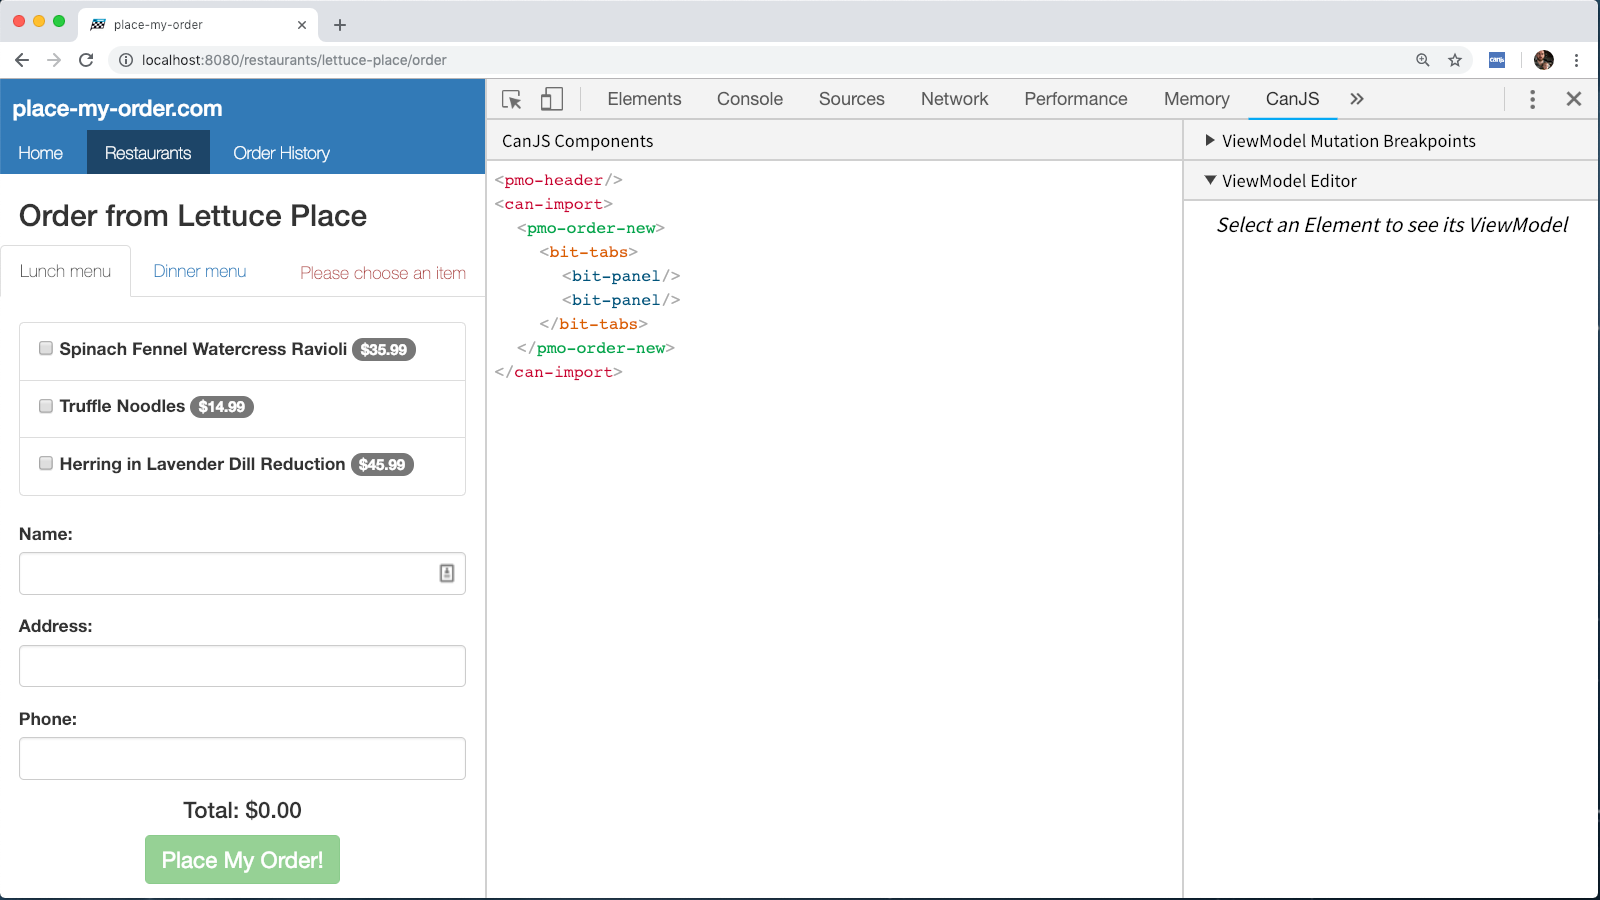 place-my-order
localhost:8080/restaurants/lettuce-place/order
canjs
place-my-order.com
Home Restaurants Order History
Order from Lettuce Place
Lunch menu Dinner menu Please choose an item
Spinach Fennel Watercress Ravioli $35.99
Truffle Noodles $14.99
Herring in Lavender Dill Reduction $45.99
Name:
Address:
Phone:
Total: $0.00
Place My Order!
Elements Console Sources Network Performance Memory CanJS
CanJS Components
<pmo-header/>
<can-import>
<pmo-order-new>
<bit-tabs>
<bit-panel/>
<bit-panel/>
</bit-tabs>
</pmo-order-new>
</can-import>
ViewModel Mutation Breakpoints
ViewModel Editor
Select an Element to see its ViewModel